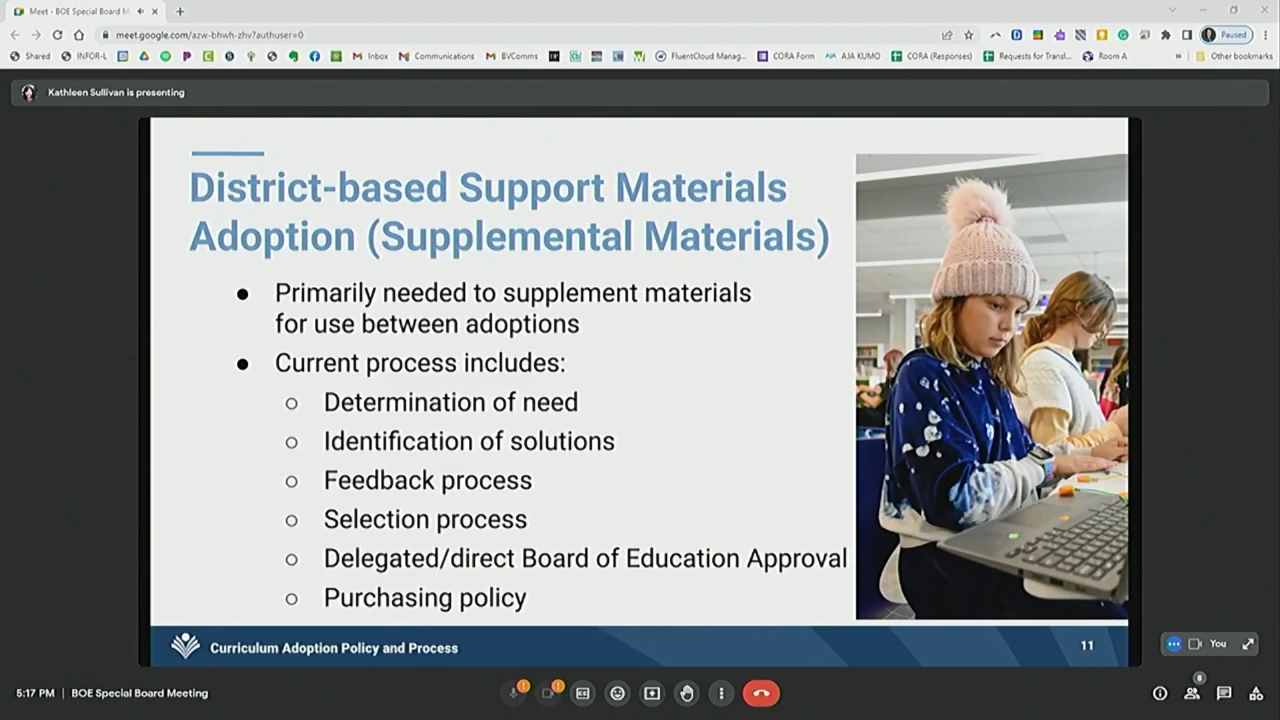 Meet - BOE Special Board M
meet.google.com/azw-bhwh-zhv?authuser=0
Paused
Shared
INFOR-L
Inbox
Communications
BVComms
FluentCloud Manag...
CORA Form
AJA KUMO
CORA (Responses)
Requests for Transl...
Room A
Other bookmarks
Kathleen Sullivan is presenting
District-based Support Materials
Adoption (Supplemental Materials)
● Primarily needed to supplement materials
for use between adoptions
● Current process includes:
○ Determination of need
○ Identification of solutions
○ Feedback process
○ Selection process
○ Delegated/direct Board of Education Approval
○ Purchasing policy
Curriculum Adoption Policy and Process
11
You
5:17 PM | BOE Special Board Meeting
8